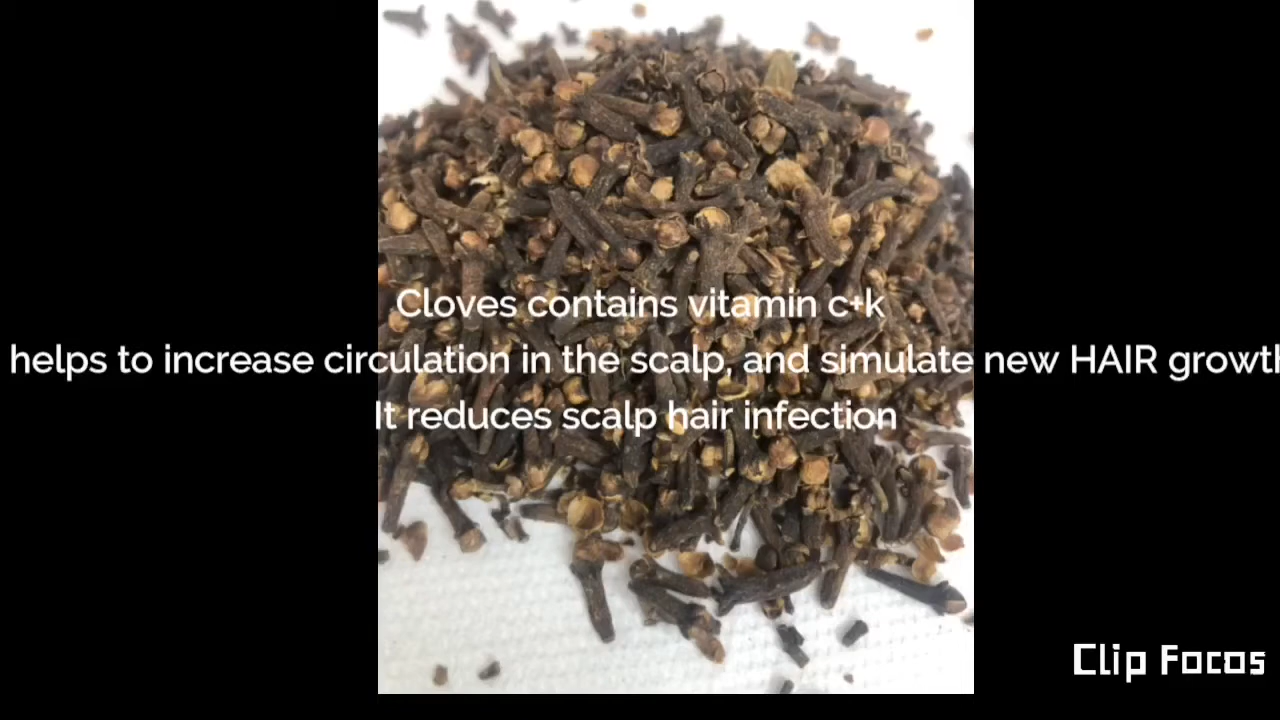 Cloves contains vitamin c+k
helps to increase circulation in the scalp, and simulate new HAIR growth
It reduces scalp hair infection
Clip Focos